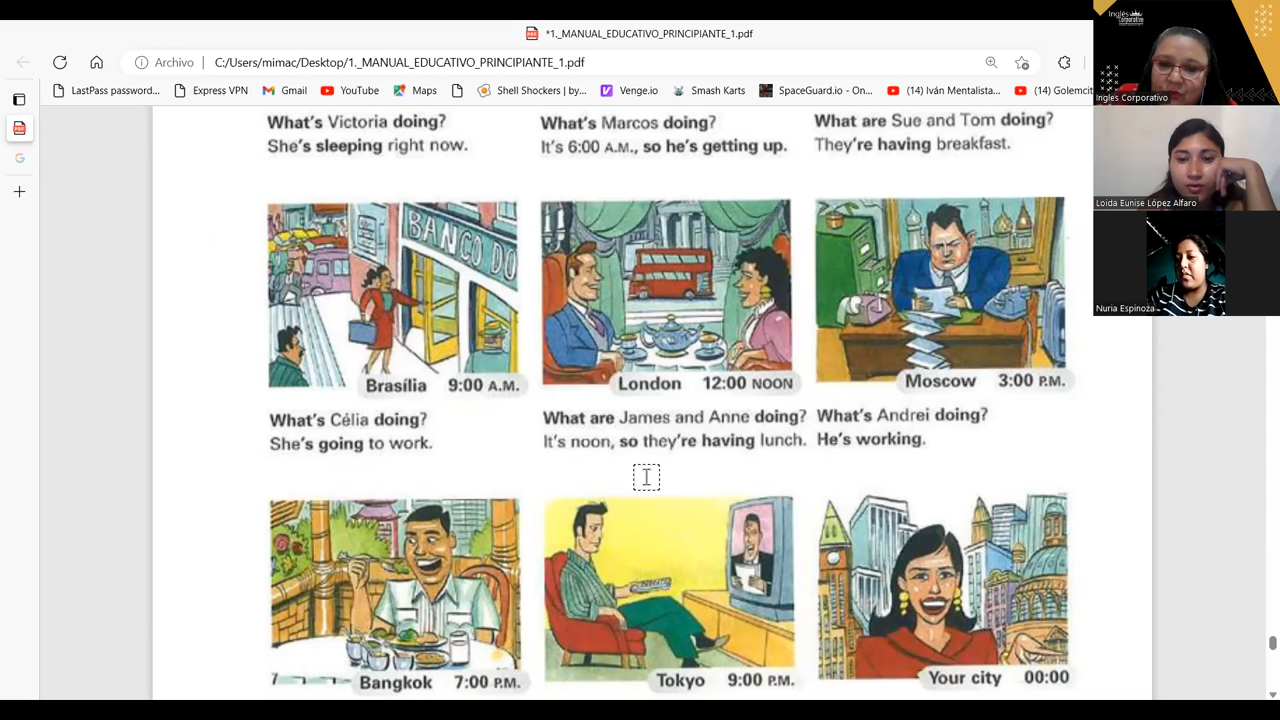 *1._MANUAL_EDUCATIVO_PRINCIPIANTE_1.pdf
Archivo C:/Users/mimac/Desktop/1._MANUAL_EDUCATIVO_PRINCIPIANTE_1.pdf
LastPass password... Express VPN Gmail YouTube Shell Shockers | by... Venge.io Smash Karts SpaceGuard.io - On... (14) Iván Mentalista... (14) Golemcit
Inglés
Corporativo
Ingles Corporativo
Loida Eunise López Alfaro
Nuria Espinoza
What's Victoria doing?
She's sleeping right now.
What's Marcos doing?
It's 6:00 A.M., so he's getting up.
What are Sue and Tom doing?
They're having breakfast.
BANCO DO
Brasília 9:00 A.M.
London 12:00 NOON
Moscow 3:00 P.M.
What's Célia doing?
She's going to work.
What are James and Anne doing?
It's noon, so they're having lunch.
What's Andrei doing?
He's working.
Bangkok 7:00 P.M.
Tokyo 9:00 P.M.
Your city 00:00